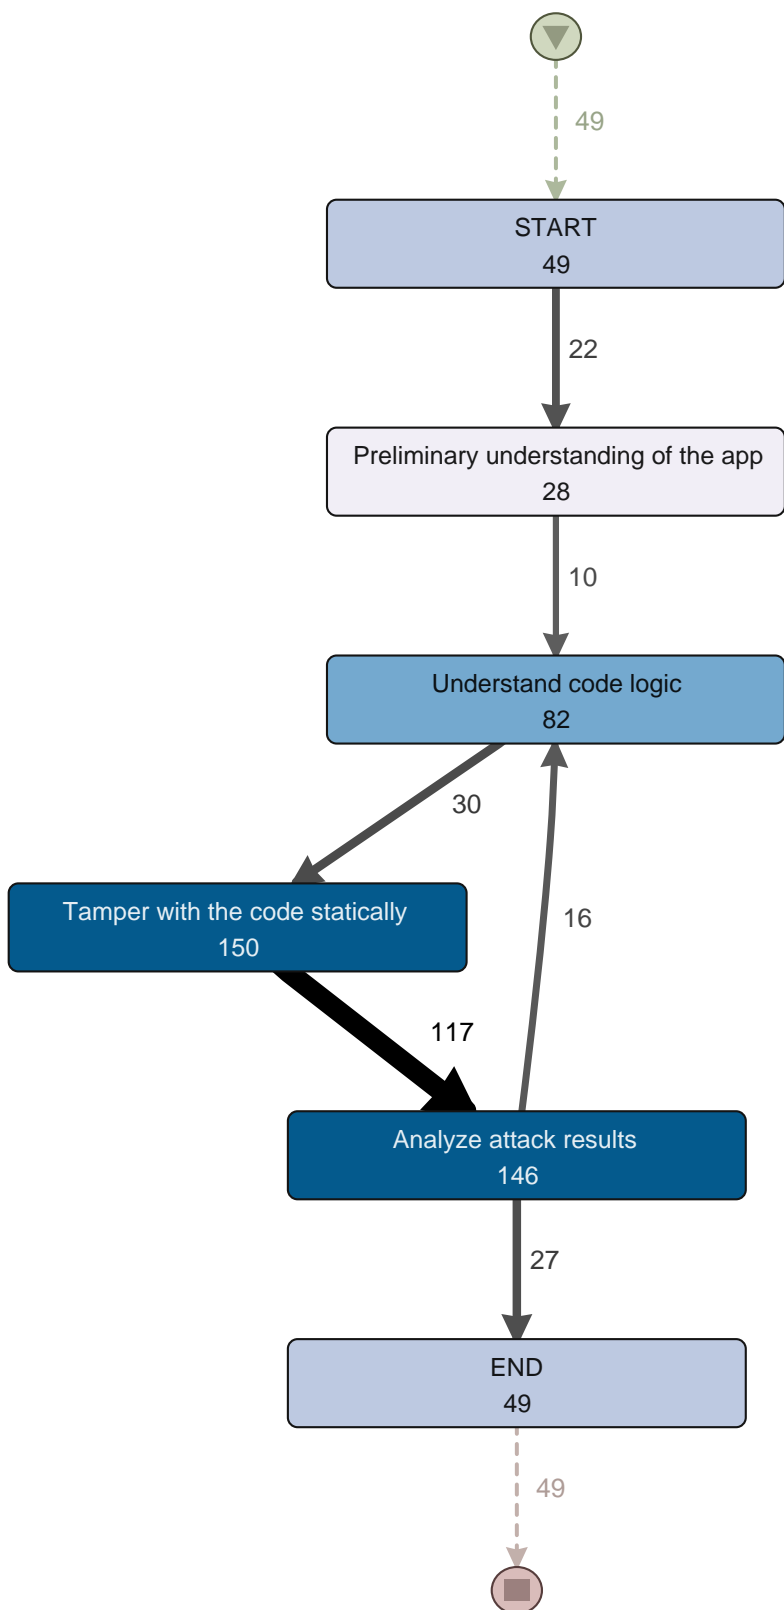 49
START
49
22
Preliminary understanding of the app
28
10
Understand code logic
82
30
Tamper with the code statically
150
16
117
Analyze attack results
146
27
END
49
49